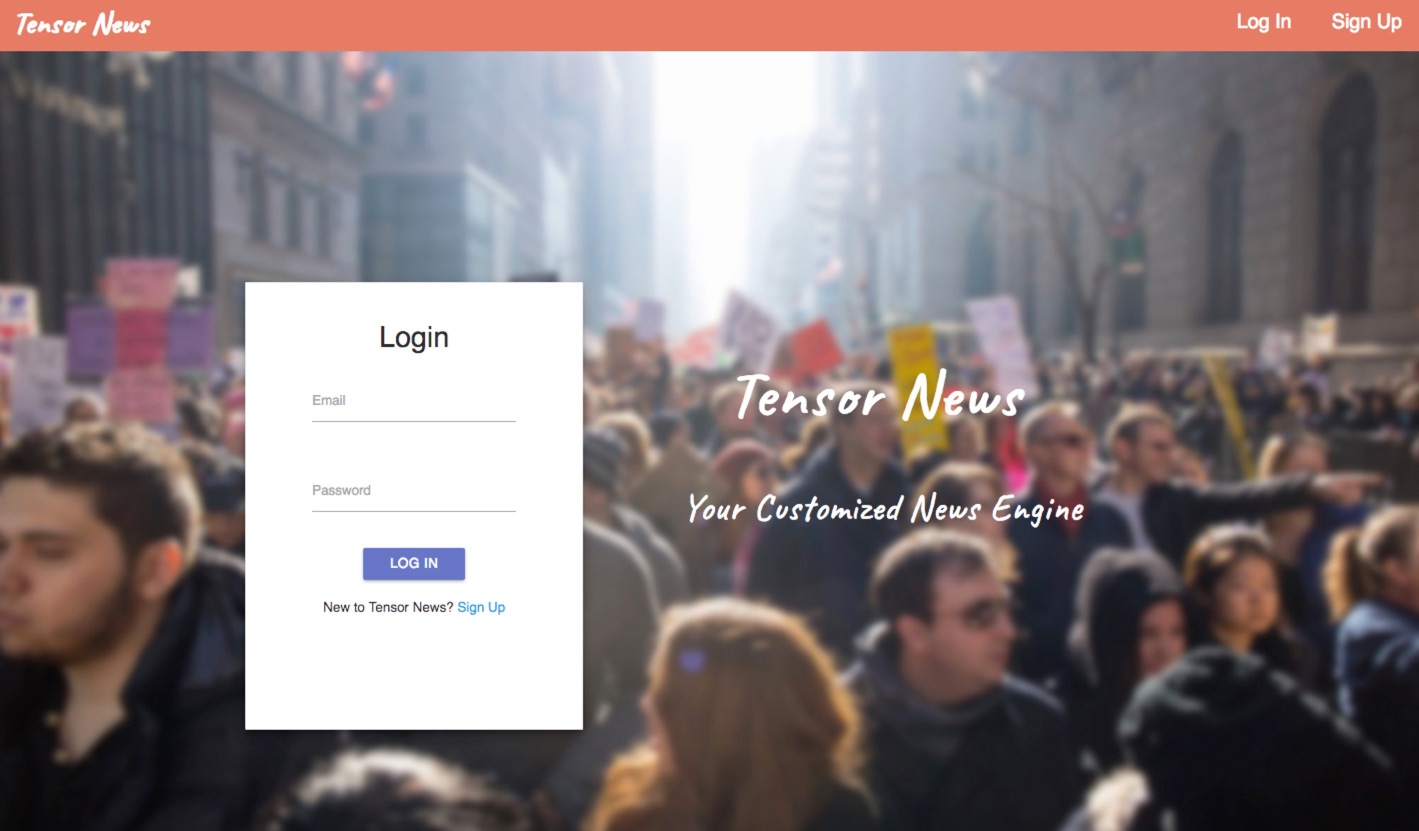 Tensor News
Log In
Sign Up
Login
Email
Password
LOG IN
New to Tensor News? Sign Up
Tensor News
Your Customized News Engine